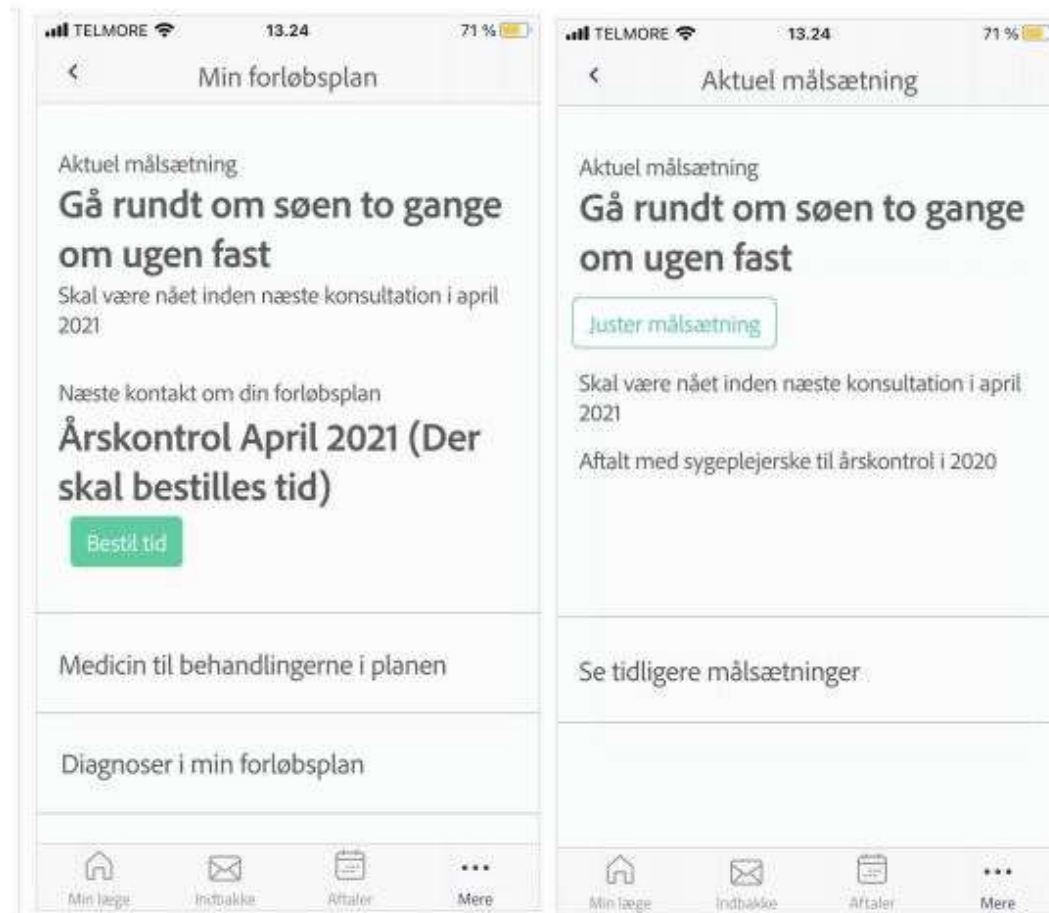 TELMORE 13.24 71 %
Min forløbsplan
Aktuel målsætning
Gå rundt om søen to gange
om ugen fast
Skal være nået inden næste konsultation i april
2021
Næste kontakt om din forløbsplan
Årskontrol April 2021 (Der
skal bestilles tid)
Bestil tid
Medicin til behandlingerne i planen
Diagnoser i min forløbsplan
Min læge Indbakke Aftaler Mere
TELMORE 13.24 71 %
Aktuel målsætning
Aktuel målsætning
Gå rundt om søen to gange
om ugen fast
Juster målsætning
Skal være nået inden næste konsultation i april
2021
Aftalt med sygeplejerske til årskontrol i 2020
Se tidligere målsætninger
Min læge Indbakke Aftaler Mere